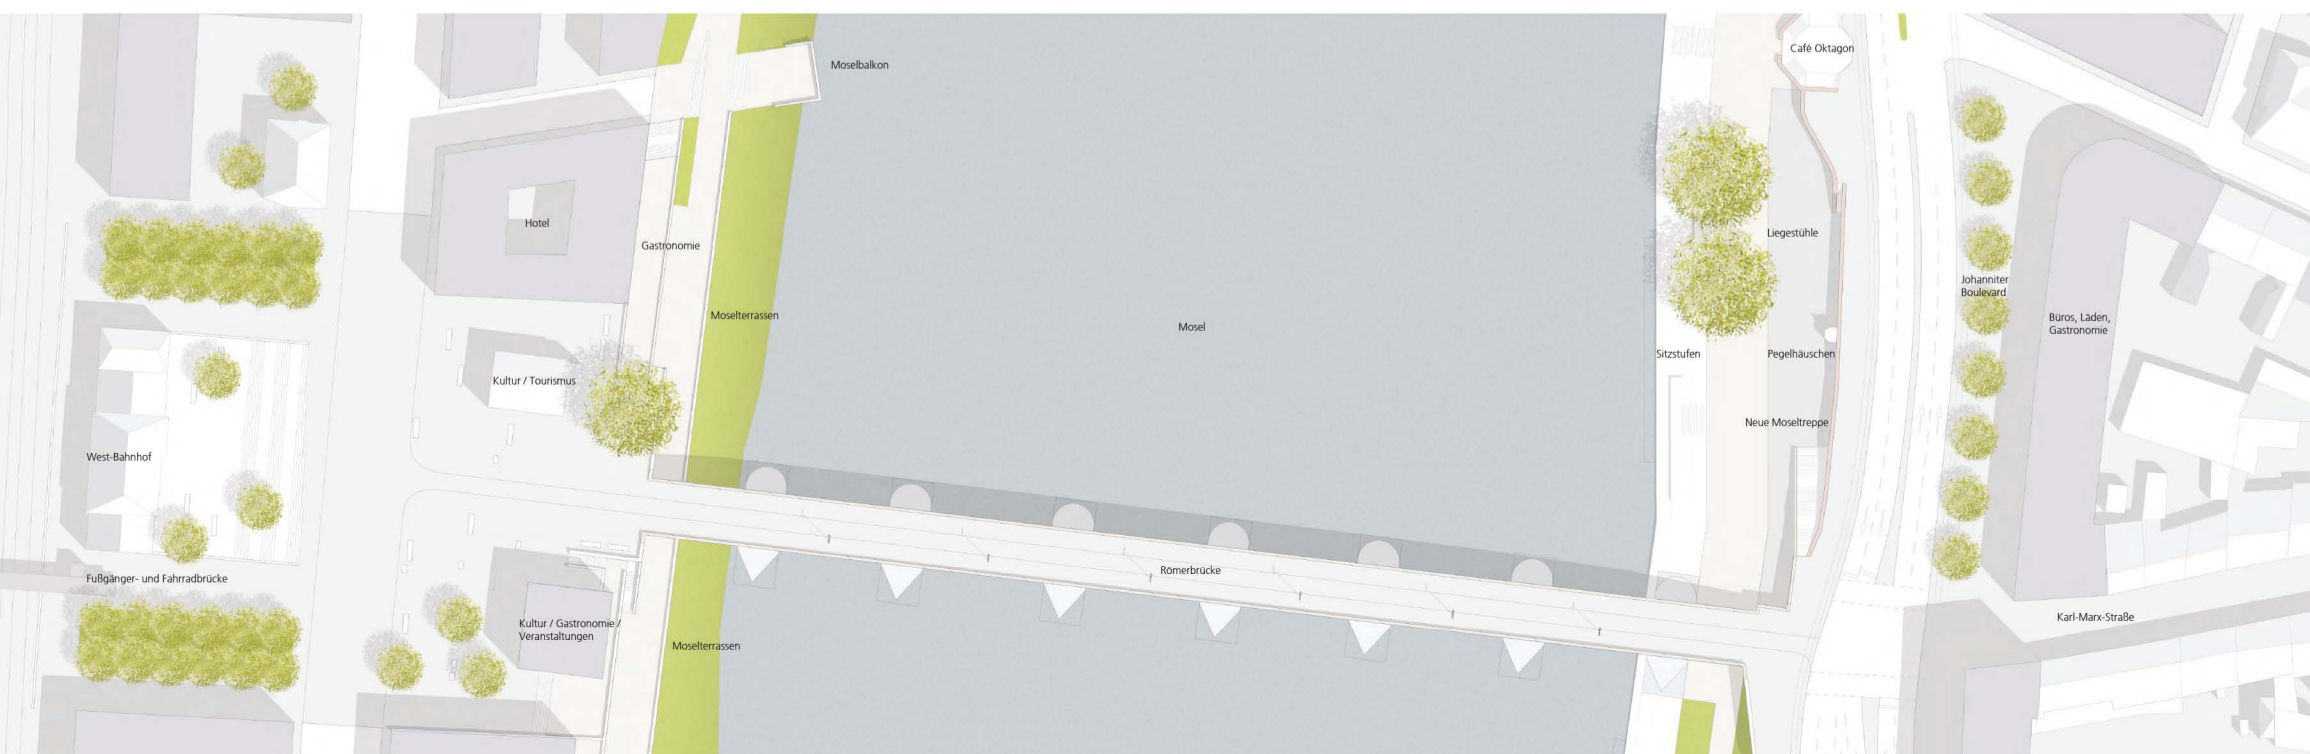 Café Oktagon
Moselbalkon
Hotel
Gastronomie
Liegestühle
Johanniter
Boulevard
Moselterrassen
Mosel
Büros, Läden,
Gastronomie
Sitzstufen
Pegelhäuschen
Kultur / Tourismus
Neue Moseltreppe
West-Bahnhof
Römerbrücke
Fußgänger- und Fahrradbrücke
Karl-Marx-Straße
Kultur / Gastronomie /
Veranstaltungen
Moselterrassen